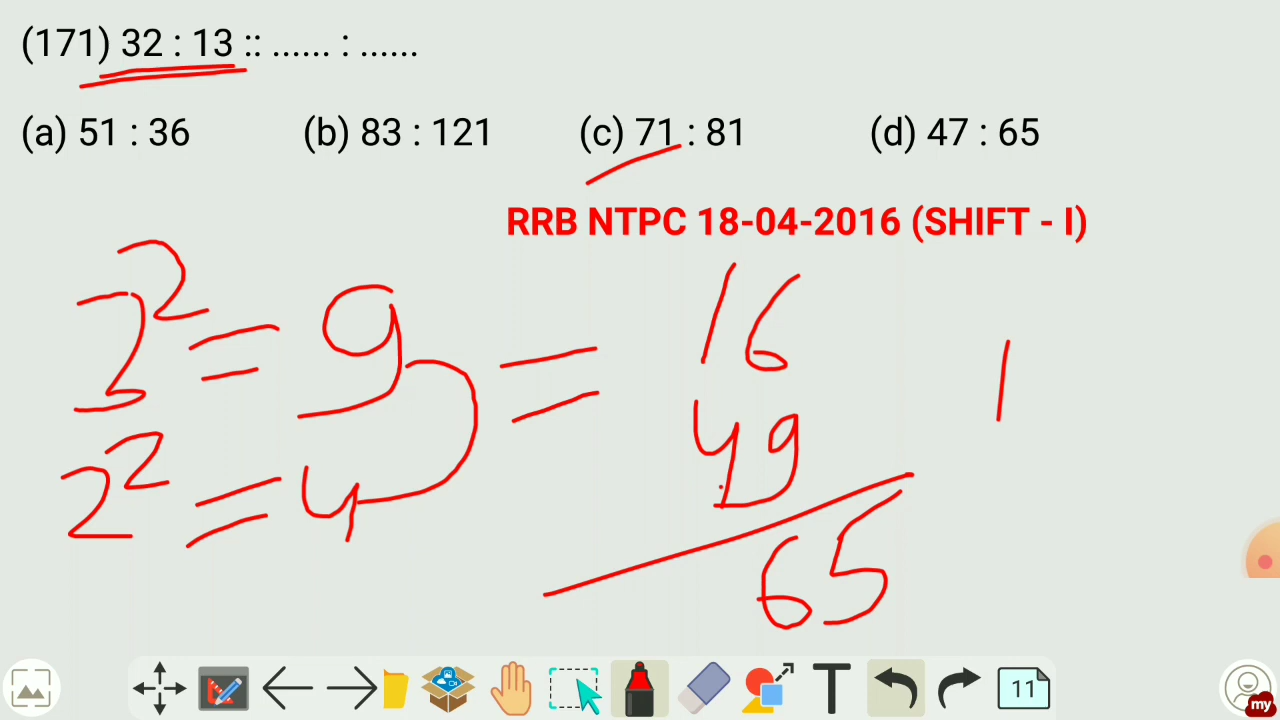 (171) 32 : 13 :: ...... : ......
(a) 51 : 36 (b) 83 : 121 (c) 71 : 81 (d) 47 : 65
RRB NTPC 18-04-2016 (SHIFT - I)
3² = 9 = 16 1
2² = 4 49
65
T 11
my